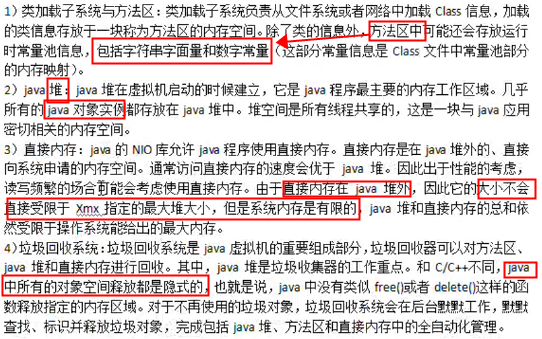 1）类加载子系统与方法区：类加载子系统负责从文件系统或者网络中加载 Class 信息，加载
的类信息存放于一块称为方法区的内存空间。除了类的信息外，方法区中可能还会存放运行
时常量池信息，包括字符串字面量和数字常量（这部分常量信息是 Class 文件中常量池部分
的内存映射）。
2）java 堆：java 堆在虚拟机启动的时候建立，它是 java 程序最主要的内存工作区域。几乎
所有的 java 对象实例都存放在 java 堆中。堆空间是所有线程共享的，这是一块与 java 应用
密切相关的内存空间。
3）直接内存：java 的 NIO 库允许 java 程序使用直接内存。直接内存是在 java 堆外的、直接
向系统申请的内存空间。通常访问直接内存的速度会优于 java 堆。因此出于性能的考虑，
读写频繁的场合可能会考虑使用直接内存。由于直接内存在 java 堆外，因此它的大小不会
直接受限于 Xmx 指定的最大堆大小，但是系统内存是有限的，java 堆和直接内存的总和依
然受限于操作系统能给出的最大内存。
4）垃圾回收系统：垃圾回收系统是 java 虚拟机的重要组成部分，垃圾回收器可以对方法区、
java 堆和直接内存进行回收。其中，java 堆是垃圾收集器的工作重点。和 C/C++不同，java
中所有的对象空间释放都是隐式的，也就是说，java 中没有类似 free()或者 delete()这样的函
数释放指定的内存区域。对于不再使用的垃圾对象，垃圾回收系统会在后台默默工作，默默
查找、标识并释放垃圾对象，完成包括 java 堆、方法区和直接内存中的全自动化管理。